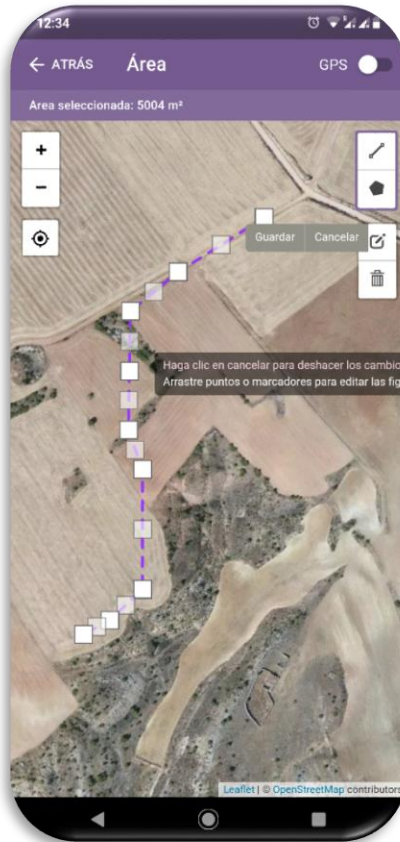 12:34
← ATRÁS Área GPS
Area seleccionada: 5004 m²
+
−
Guardar Cancelar
Haga clic en cancelar para deshacer los cambio
Arrastre puntos o marcadores para editar las fig
Leaflet | © OpenStreetMap contributors